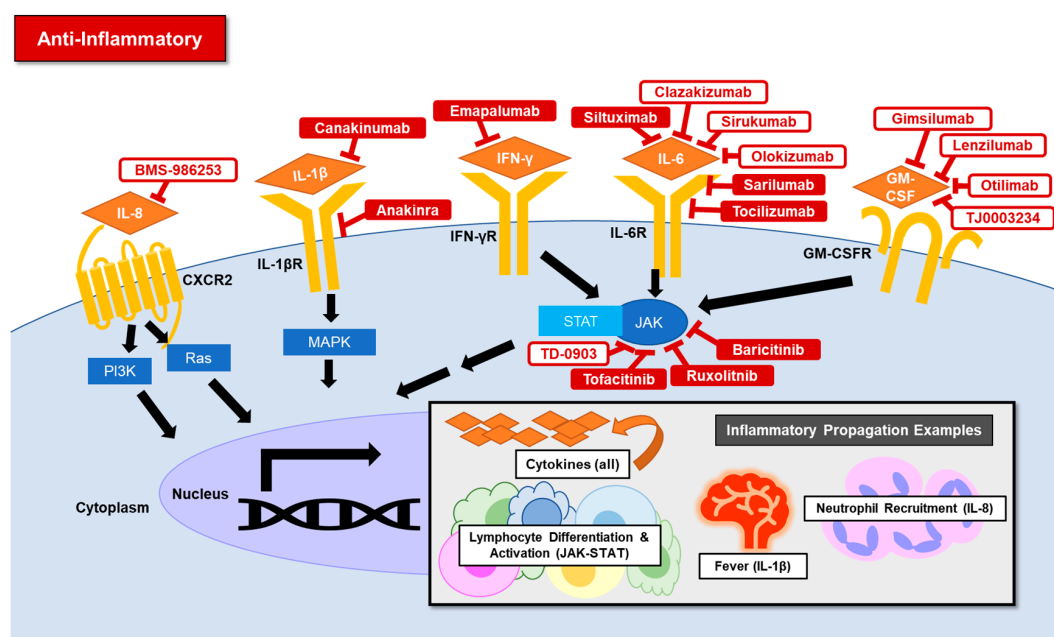 Anti-Inflammatory
BMS-986253
IL-8
CXCR2
PI3K
Ras
Canakinumab
IL-1β
Anakinra
IL-1βR
MAPK
Emapalumab
IFN-γ
IFN-γR
Clazakizumab
Siltuximab
Sirukumab
IL-6
Olokizumab
Sarilumab
Tocilizumab
IL-6R
Gimsilumab
Lenzilumab
GM-
CSF
Otilimab
TJ0003234
GM-CSFR
STAT
JAK
TD-0903
Baricitinib
Tofacitinib
Ruxolitnib
Cytoplasm
Nucleus
Cytokines (all)
Lymphocyte Differentiation &
Activation (JAK-STAT)
Inflammatory Propagation Examples
Fever (IL-1β)
Neutrophil Recruitment (IL-8)